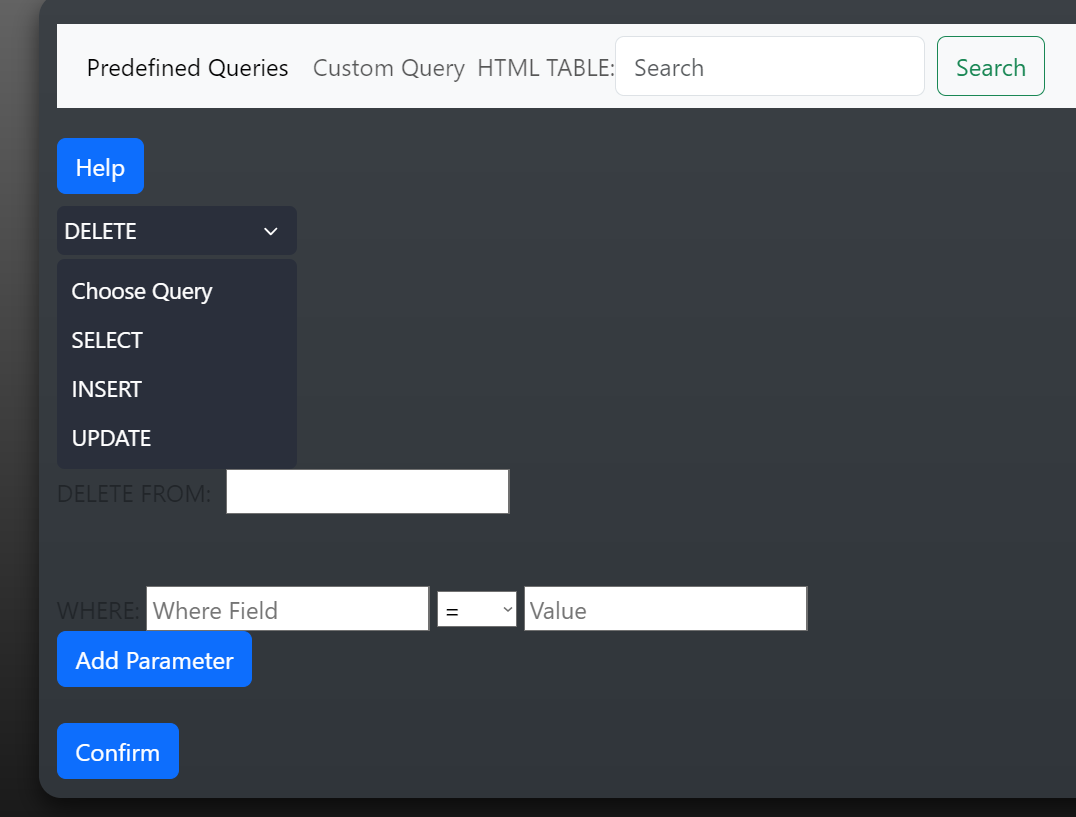 Predefined Queries Custom Query HTML TABLE: Search Search
Help
DELETE
Choose Query
SELECT
INSERT
UPDATE
DELETE FROM:
WHERE: Where Field = Value
Add Parameter
Confirm